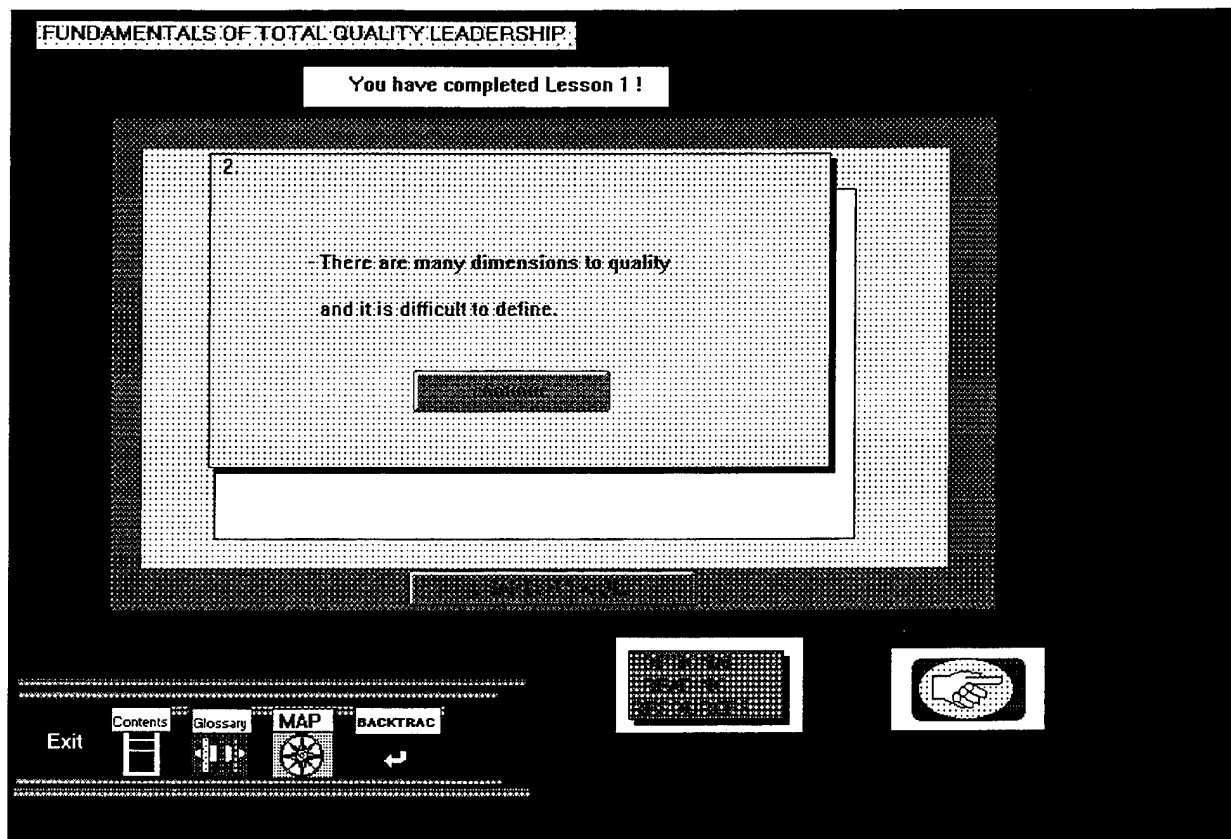 FUNDAMENTALS OF TOTAL QUALITY LEADERSHIP
You have completed Lesson 1 !
2.
- There are many dimensions to quality
and it is difficult to define.
Exit
Contents
Glossary
MAP
BACKTRAC